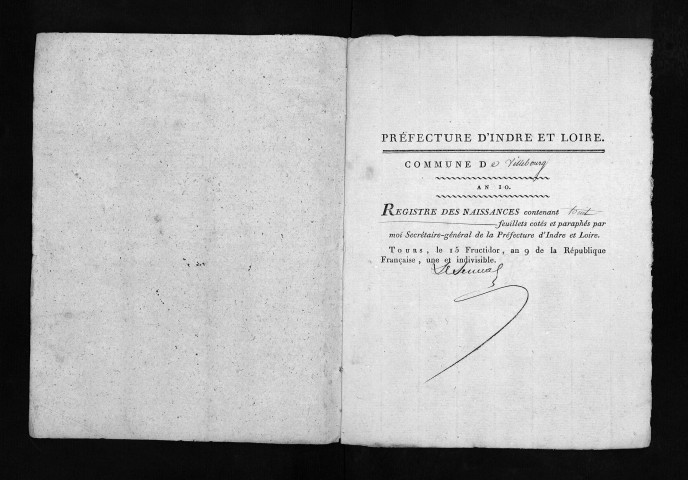 PRÉFECTURE D'INDRE ET LOIRE.
COMMUNE De Villebourg
AN 10.
REGISTRE DES NAISSANCES contenant
feuillets cotés et paraphés par
moi Secrétaire-général de la Préfecture d'Indre et Loire.
Tours, le 15 Fructidor, an 9 de la République
Française, une et indivisible.